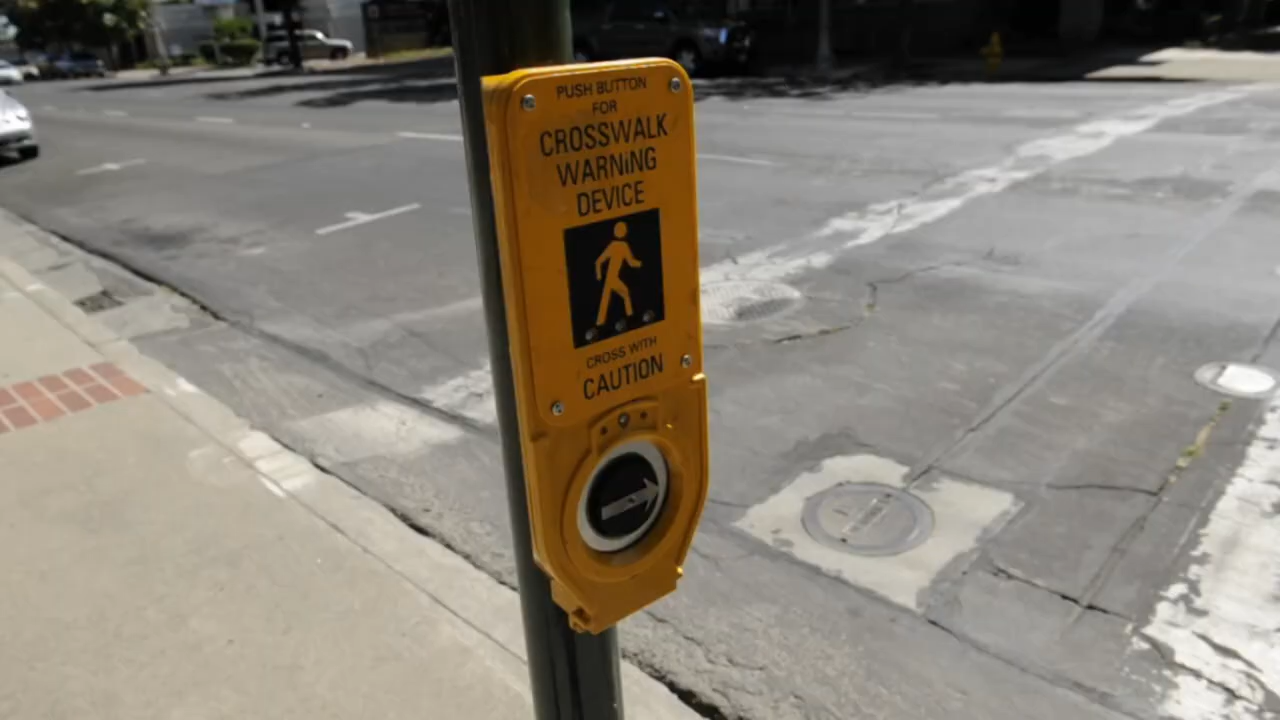 PUSH BUTTON
FOR
CROSSWALK
WARNiNG
DEVICE
CROSS WITH
CAUTION